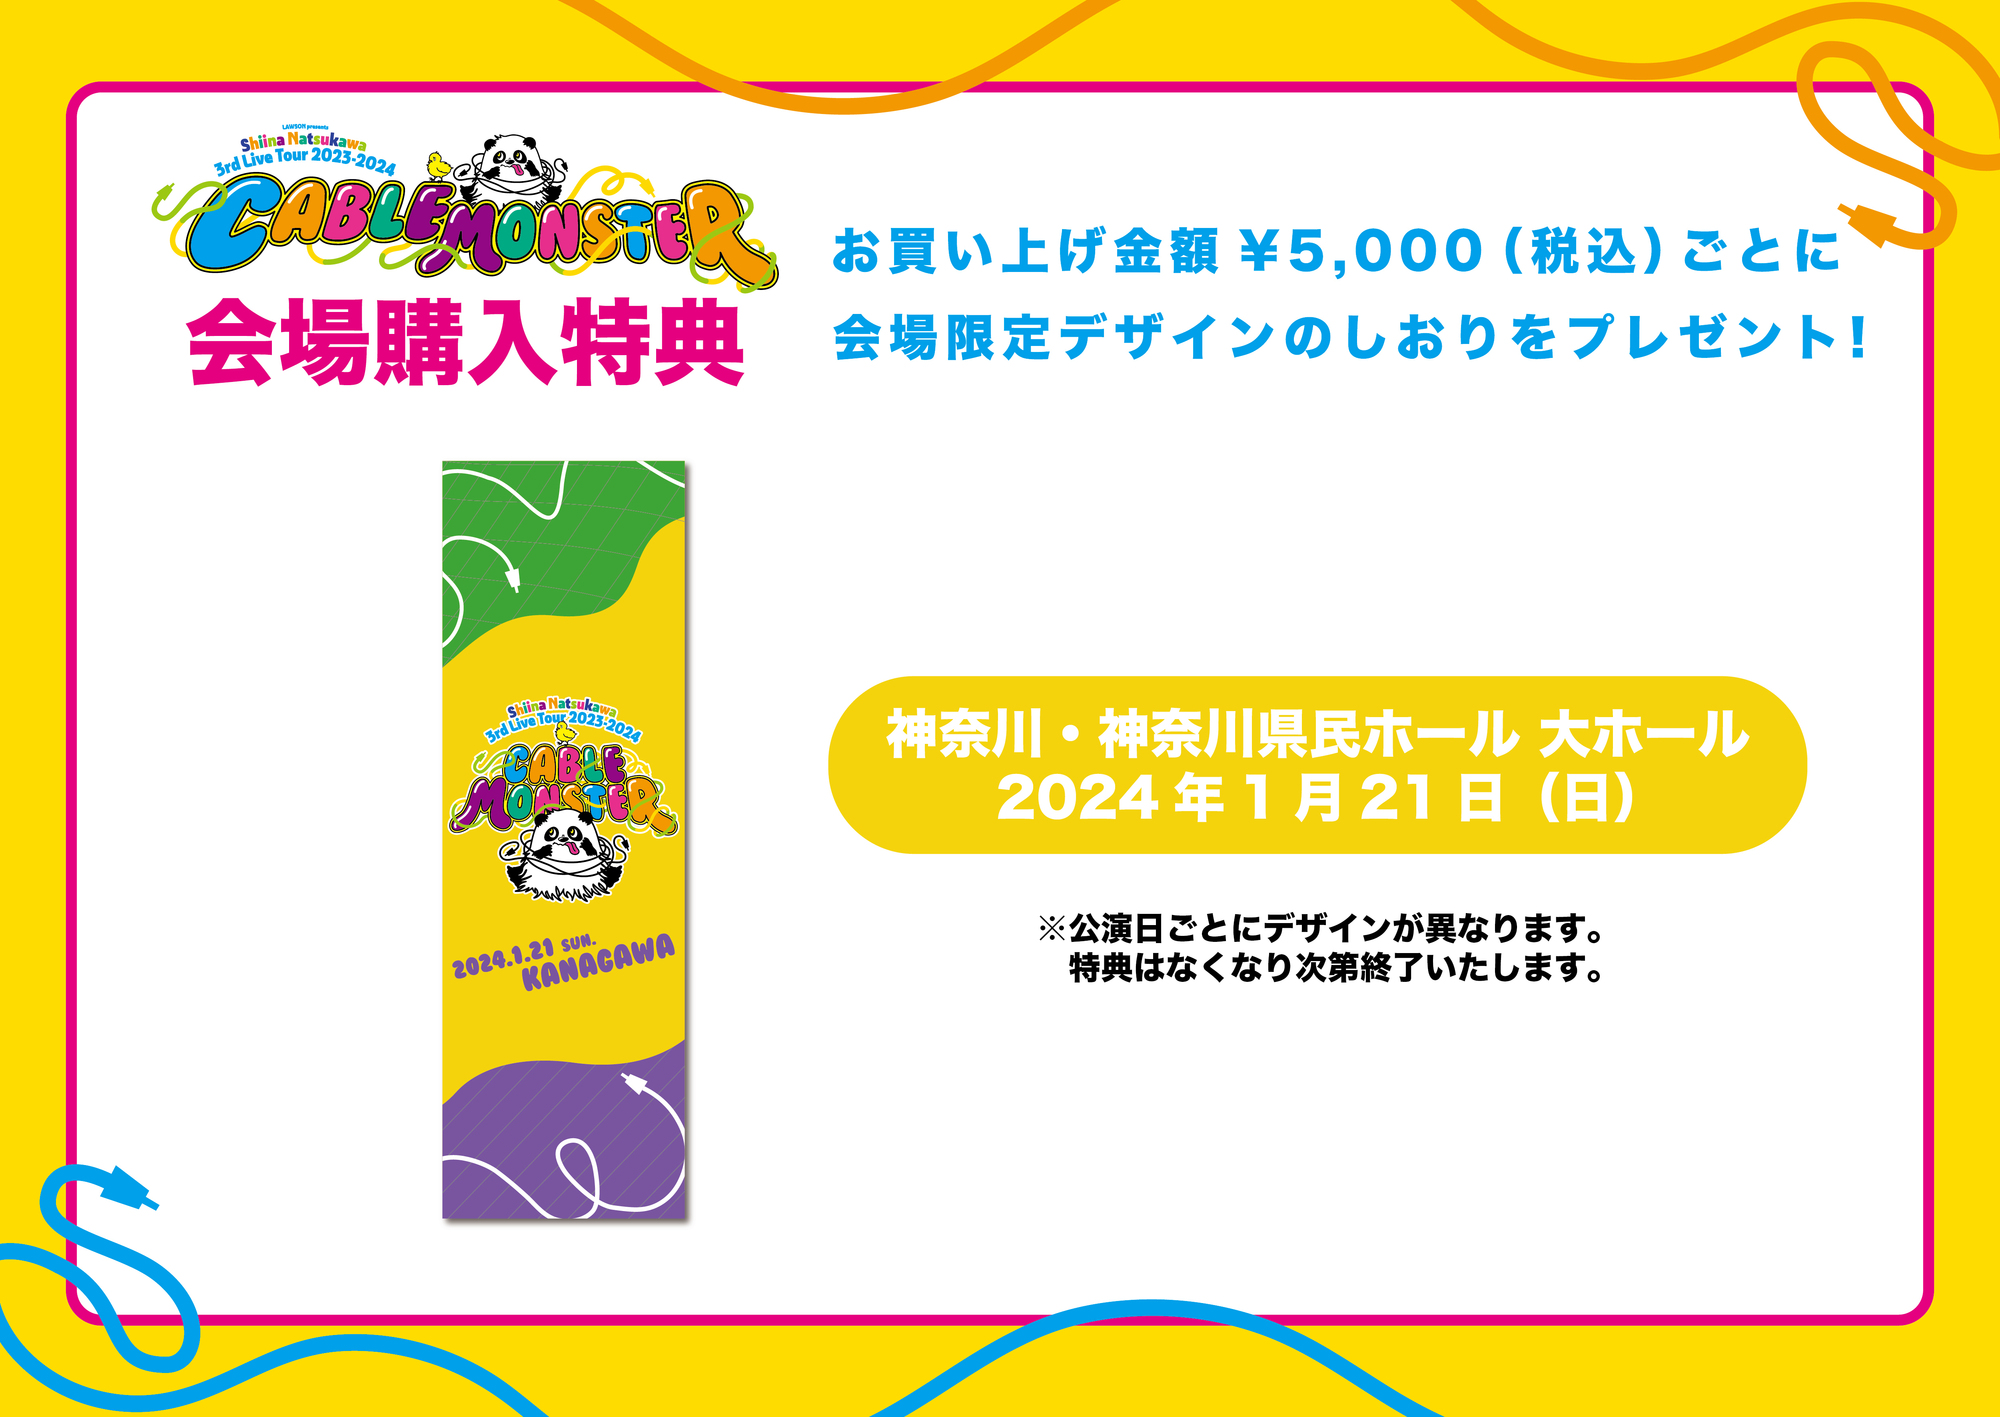 LAWSON presents
Shiina Natsukawa
3rd Live Tour 2023-2024
CABLE MONSTER
会場購入特典
お買い上げ金額 ¥5,000（税込）ごとに
会場限定デザインのしおりをプレゼント！
Shiina Natsukawa
3rd Live Tour 2023-2024
CABLE
MONSTER
2024.1.21 SUN.
KANAGAWA
神奈川・神奈川県民ホール 大ホール
2024年1月21日（日）
※公演日ごとにデザインが異なります。
特典はなくなり次第終了いたします。